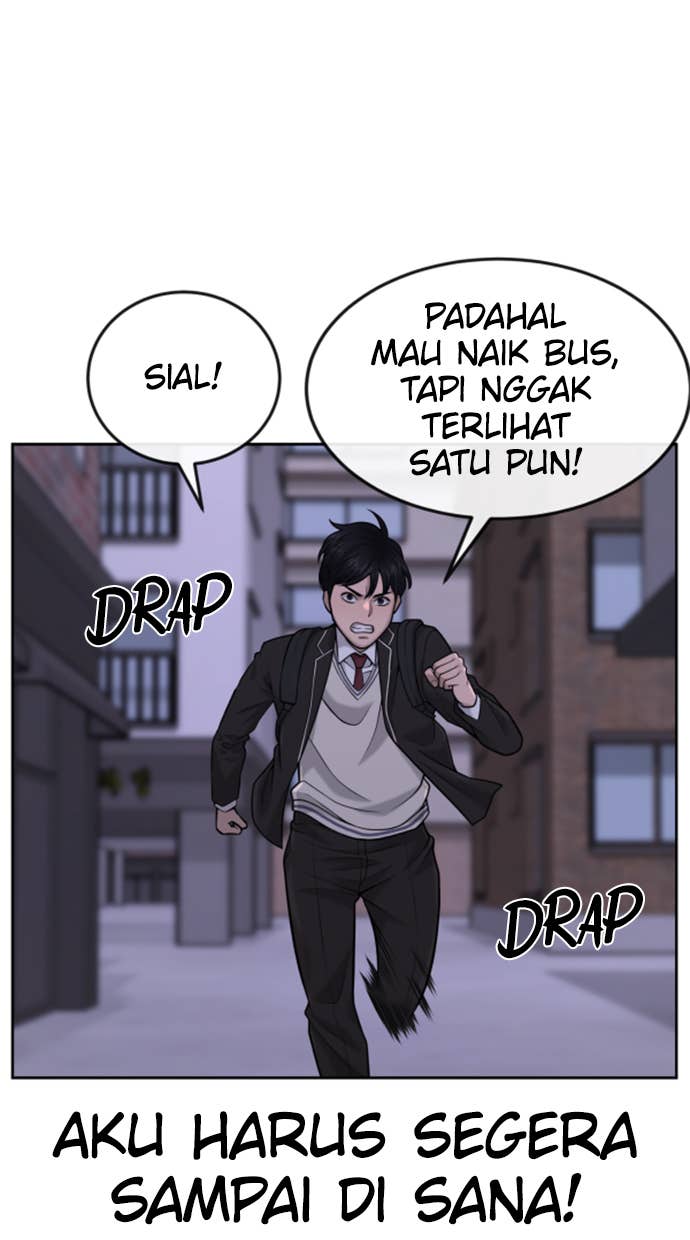 SIAL!
PADAHAL
MAU NAIK BUS,
TAPI NGGAK
TERLIHAT
SATU PUN!
DRAP
DRAP
AKU HARUS SEGERA
SAMPAI DI SANA!